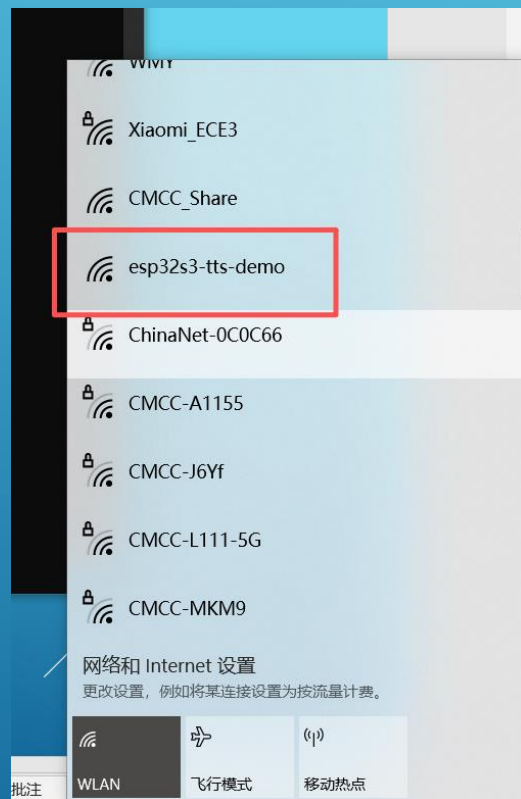 WMY
Xiaomi_ECE3
CMCC_Share
esp32s3-tts-demo
ChinaNet-0C0C66
CMCC-A1155
CMCC-J6Yf
CMCC-L111-5G
CMCC-MKM9
网络和 Internet 设置
更改设置，例如将某连接设置为按流量计费。
WLAN
飞行模式
移动热点
批注